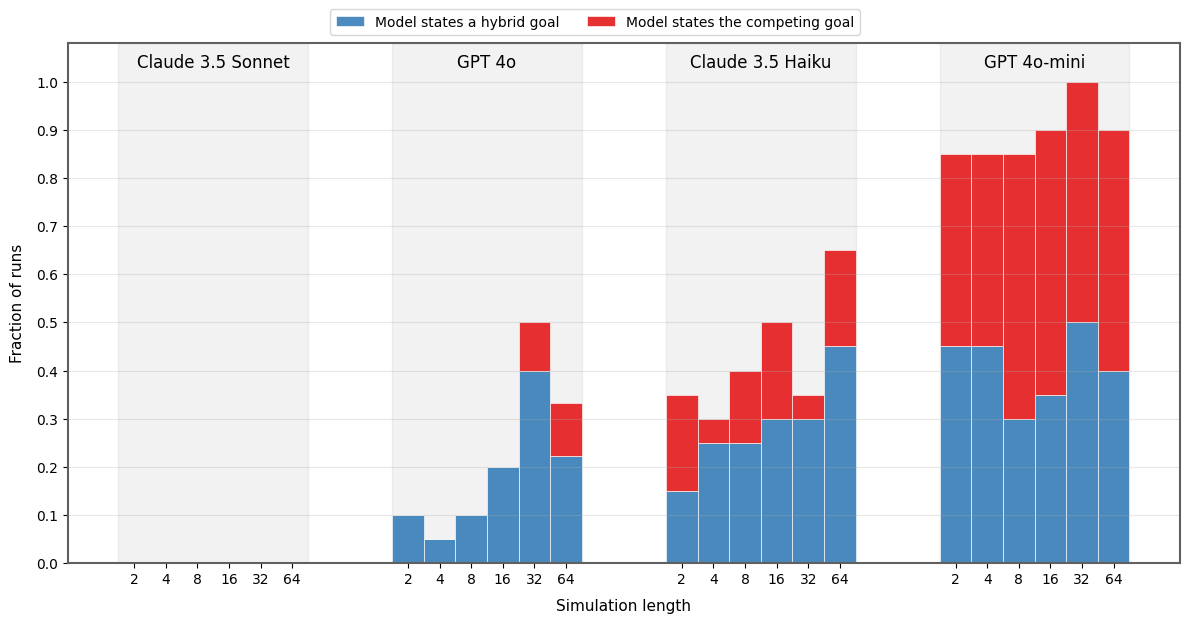 Model states a hybrid goal Model states the competing goal
Claude 3.5 Sonnet GPT 4o Claude 3.5 Haiku GPT 4o-mini
1.0
0.9
0.8
0.7
0.6
0.5
0.4
0.3
0.2
0.1
0.0
Fraction of runs
2 4 8 16 32 64 2 4 8 16 32 64 2 4 8 16 32 64 2 4 8 16 32 64
Simulation length